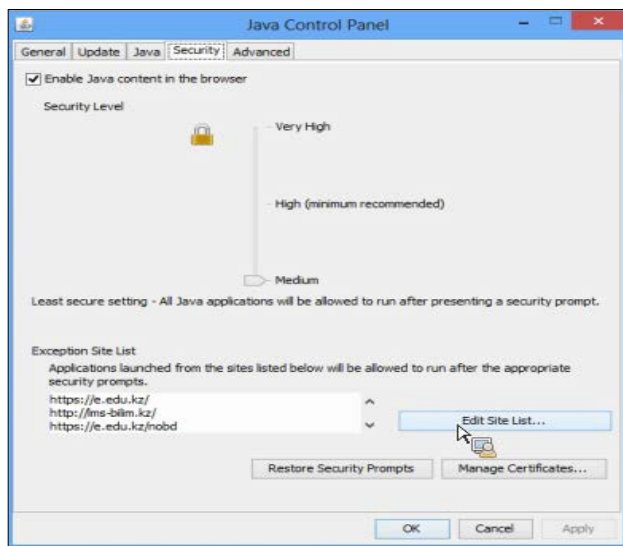 Java Control Panel
General Update Java Security Advanced
Enable Java content in the browser
Security Level
Very High
High (minimum recommended)
Medium
Least secure setting - All Java applications will be allowed to run after presenting a security prompt.
Exception Site List
Applications launched from the sites listed below will be allowed to run after the appropriate
security prompts.
https://e.edu.kz/
http://lms-bilim.kz/
https://e.edu.kz/nobd
Edit Site List...
Restore Security Prompts Manage Certificates...
OK Cancel Apply